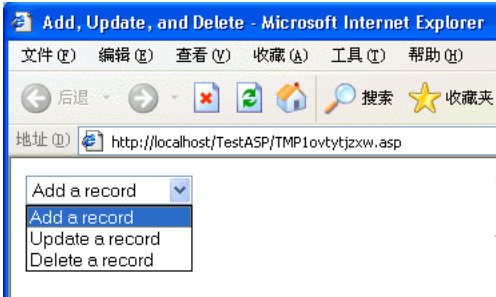 Add, Update, and Delete - Microsoft Internet Explorer
文件(F) 编辑(E) 查看(V) 收藏(A) 工具(T) 帮助(H)
后退 搜索 收藏夹
地址(D) http://localhost/TestASP/TMP1ovtytjzxw.asp
Add a record
Add a record
Update a record
Delete a record